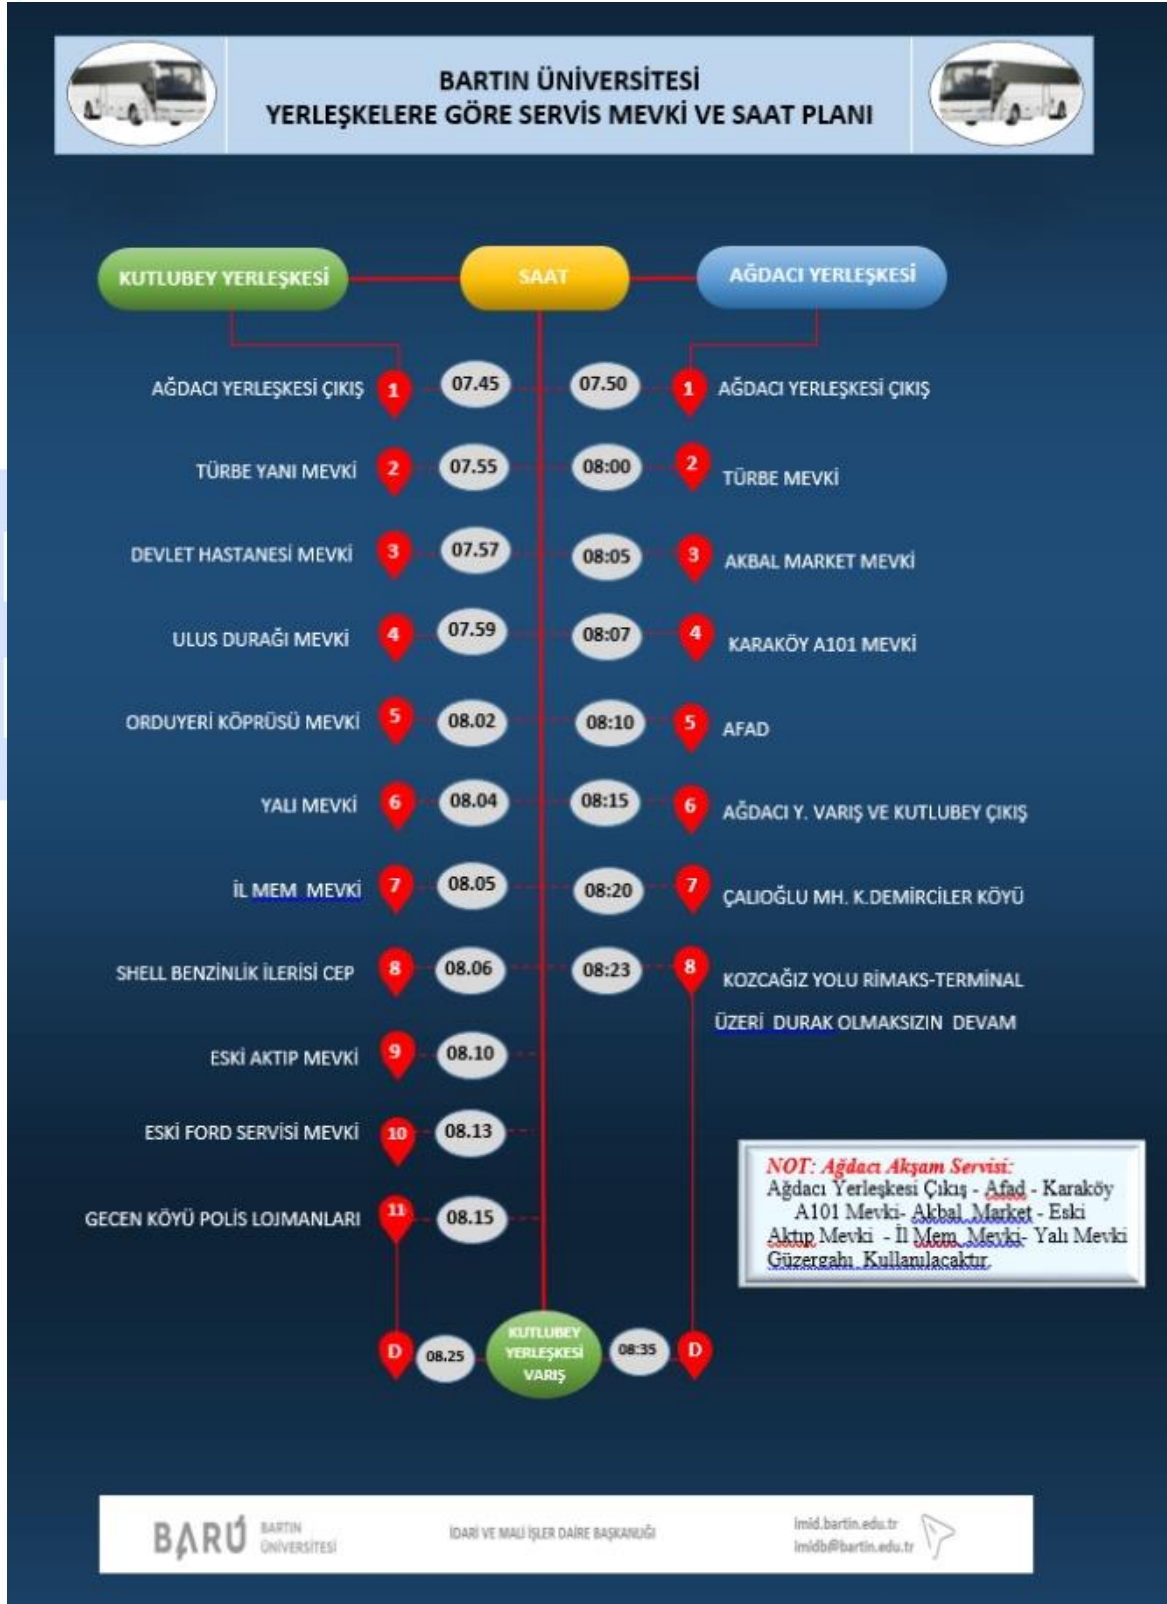 BARTIN ÜNİVERSİTESİ
YERLEŞKELERE GÖRE SERVİS MEVKİ VE SAAT PLANI
KUTLUBEY YERLEŞKESİ SAAT AĞDACI YERLEŞKESİ
AĞDACI YERLEŞKESİ ÇIKIŞ 1 07.45 07.50 1 AĞDACI YERLEŞKESİ ÇIKIŞ
TÜRBE YANI MEVKİ 2 07.55 08:00 2 TÜRBE MEVKİ
DEVLET HASTANESİ MEVKİ 3 07.57 08:05 3 AKBAL MARKET MEVKİ
ULUS DURAĞI MEVKİ 4 07.59 08:07 4 KARAKÖY A101 MEVKİ
ORDUYERİ KÖPRÜSÜ MEVKİ 5 08.02 08:10 5 AFAD
YALI MEVKİ 6 08.04 08:15 6 AĞDACI Y. VARIŞ VE KUTLUBEY ÇIKIŞ
İL MEM MEVKİ 7 08.05 08:20 7 ÇALIOĞLU MH. K.DEMİRCİLER KÖYÜ
SHELL BENZİNLİK İLERİSİ CEP 8 08.06 08:23 8 KOZCAĞIZ YOLU RİMAKS-TERMİNAL
ÜZERİ DURAK OLMAKSIZIN DEVAM
ESKİ AKTIP MEVKİ 9 08.10
ESKİ FORD SERVİSİ MEVKİ 10 08.13
GECEN KÖYÜ POLİS LOJMANLARI 11 08.15
NOT: Ağdacı Akşam Servisi:
Ağdacı Yerleşkesi Çıkış - Afad - Karaköy
A101 Mevki- Akbal Market - Eski
Aktıp Mevki - İl Mem Mevki- Yalı Mevki
Güzergahı Kullanılacaktır.
D 08.25 KUTLUBEY YERLEŞKESİ VARIŞ 08:35 D
BARÜ BARTIN ÜNİVERSİTESİ
İDARİ VE MALİ İŞLER DAİRE BAŞKANLIĞI
imid.bartin.edu.tr
imidb@bartin.edu.tr